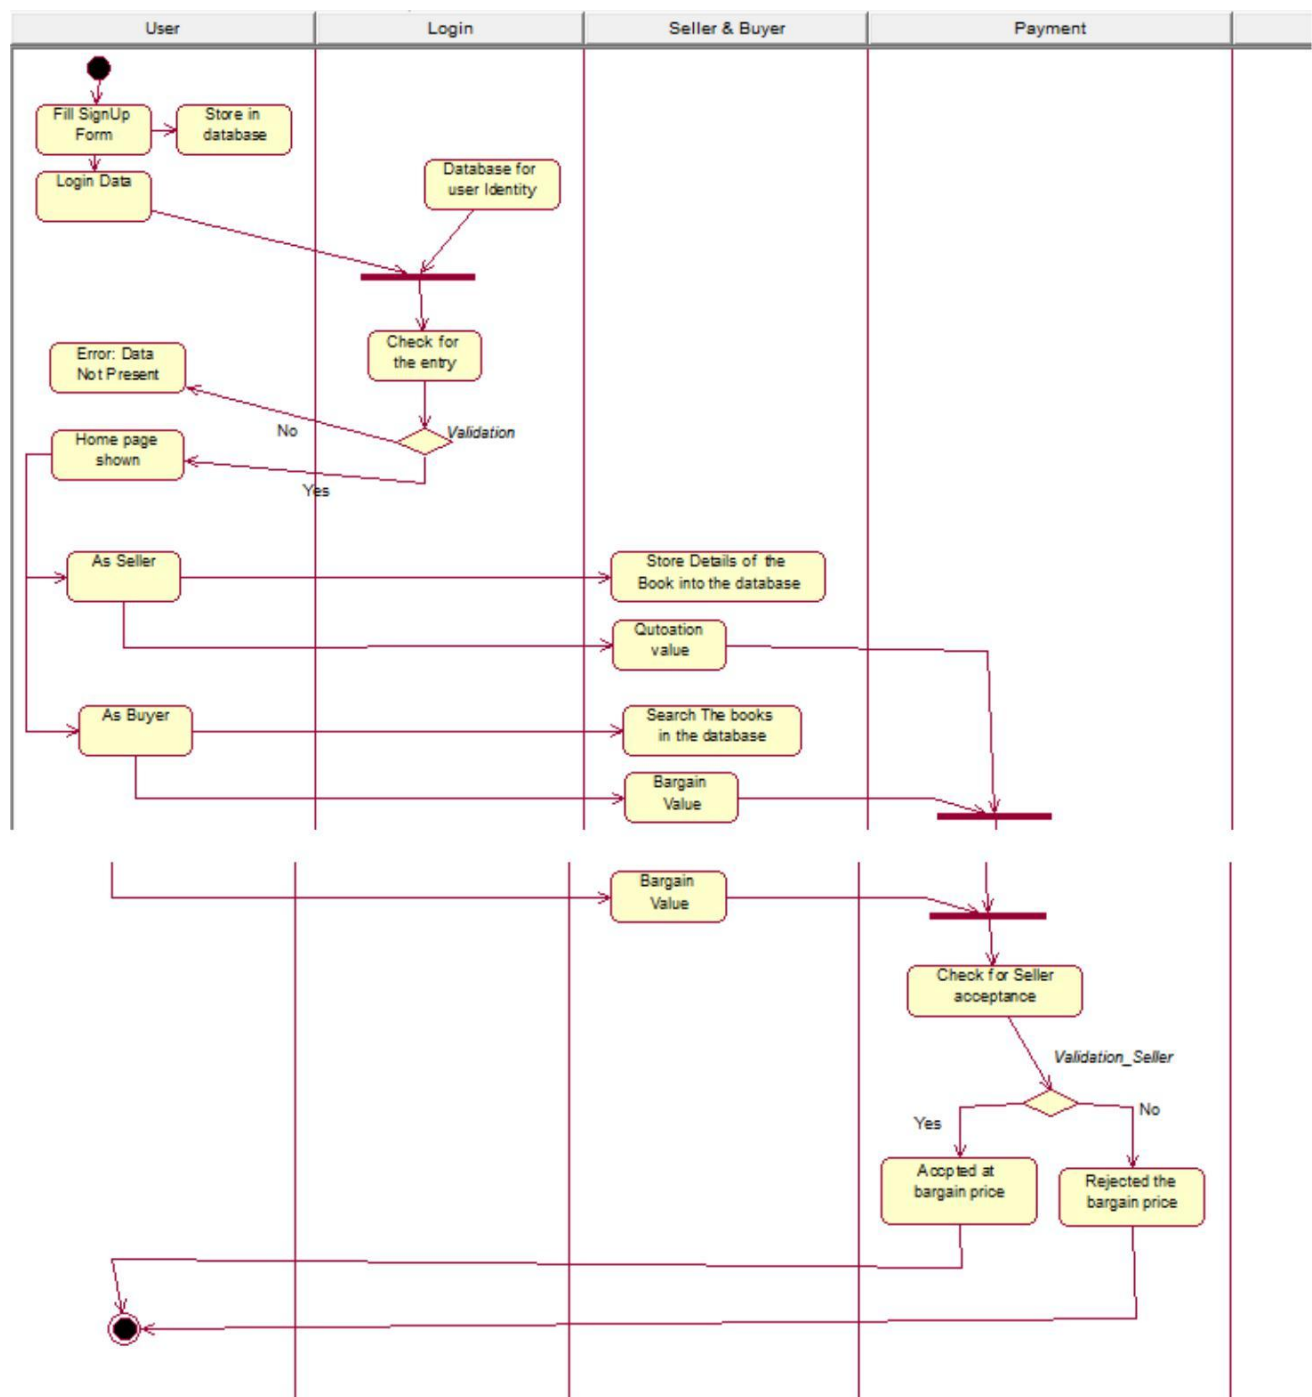 User
Login
Seller & Buyer
Payment
Fill SignUp
Form
Store in
database
Login Data
Database for
user Identity
Check for
the entry
Error: Data
Not Present
No
Validation
Home page
shown
Yes
As Seller
Store Details of the
Book into the database
Qutoation
value
As Buyer
Search The books
in the database
Bargain
Value
Bargain
Value
Check for Seller
acceptance
Validation_Seller
Yes
No
Accpted at
bargain price
Rejected the
bargain price